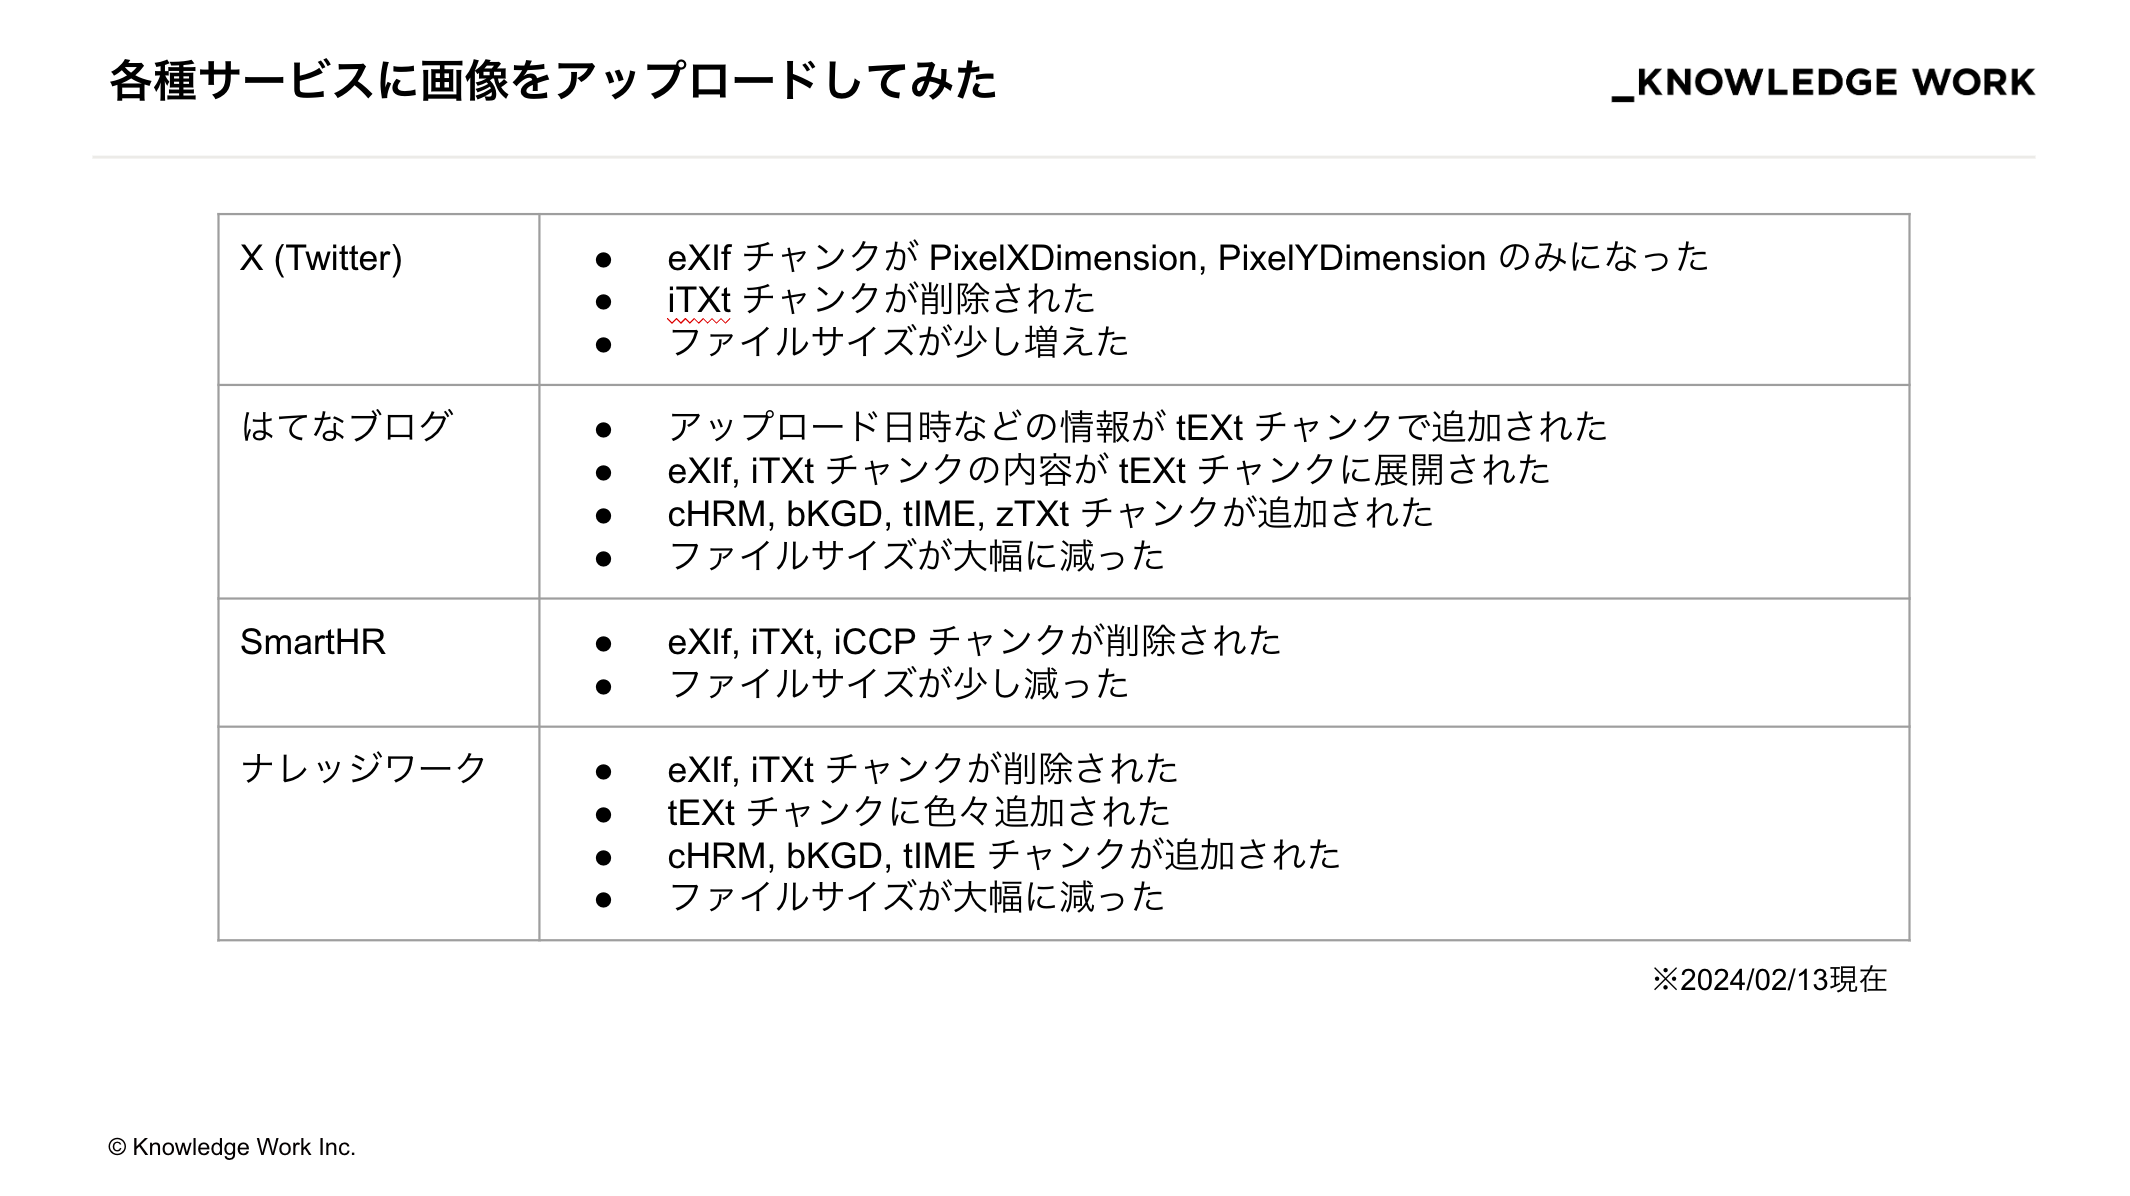 各種サービスに画像をアップロードしてみた
_KNOWLEDGE WORK
X (Twitter)
● eXIf チャンクが PixelXDimension, PixelYDimension のみになった
● iTXt チャンクが削除された
● ファイルサイズが少し増えた
はてなブログ
● アップロード日時などの情報が tEXt チャンクで追加された
● eXIf, iTXt チャンクの内容が tEXt チャンクに展開された
● cHRM, bKGD, tIME, zTXt チャンクが追加された
● ファイルサイズが大幅に減った
SmartHR
● eXIf, iTXt, iCCP チャンクが削除された
● ファイルサイズが少し減った
ナレッジワーク
● eXIf, iTXt チャンクが削除された
● tEXt チャンクに色々追加された
● cHRM, bKGD, tIME チャンクが追加された
● ファイルサイズが大幅に減った
※2024/02/13現在
© Knowledge Work Inc.